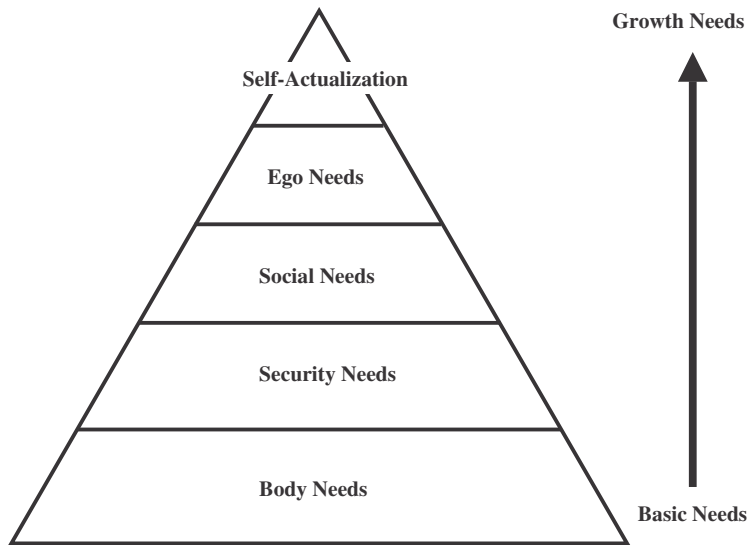 Growth Needs
Self-Actualization
Ego Needs
Social Needs
Security Needs
Body Needs
Basic Needs